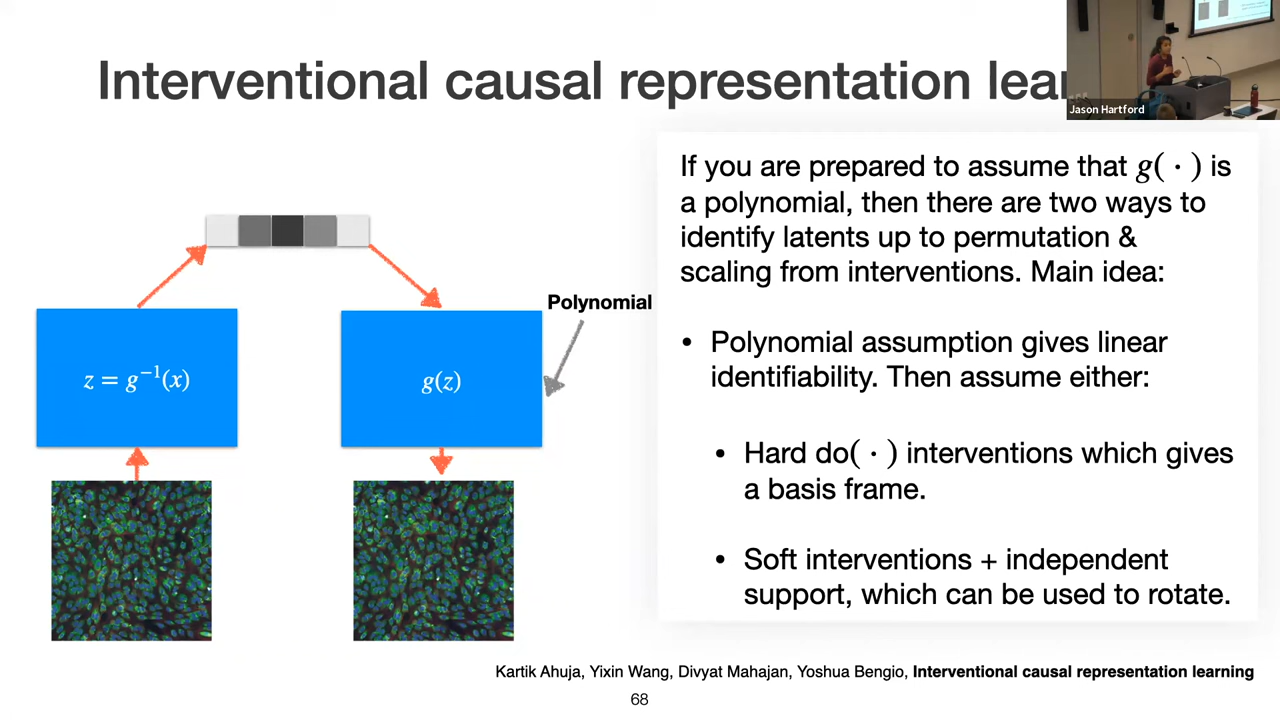 Interventional causal representation lear
Jason Hartford
If you are prepared to assume that g( · ) is
a polynomial, then there are two ways to
identify latents up to permutation &
scaling from interventions. Main idea:
Polynomial
• Polynomial assumption gives linear
identifiability. Then assume either:
z = g⁻¹(x)
g(z)
• Hard do( · ) interventions which gives
a basis frame.
• Soft interventions + independent
support, which can be used to rotate.
Kartik Ahuja, Yixin Wang, Divyat Mahajan, Yoshua Bengio, Interventional causal representation learning
68